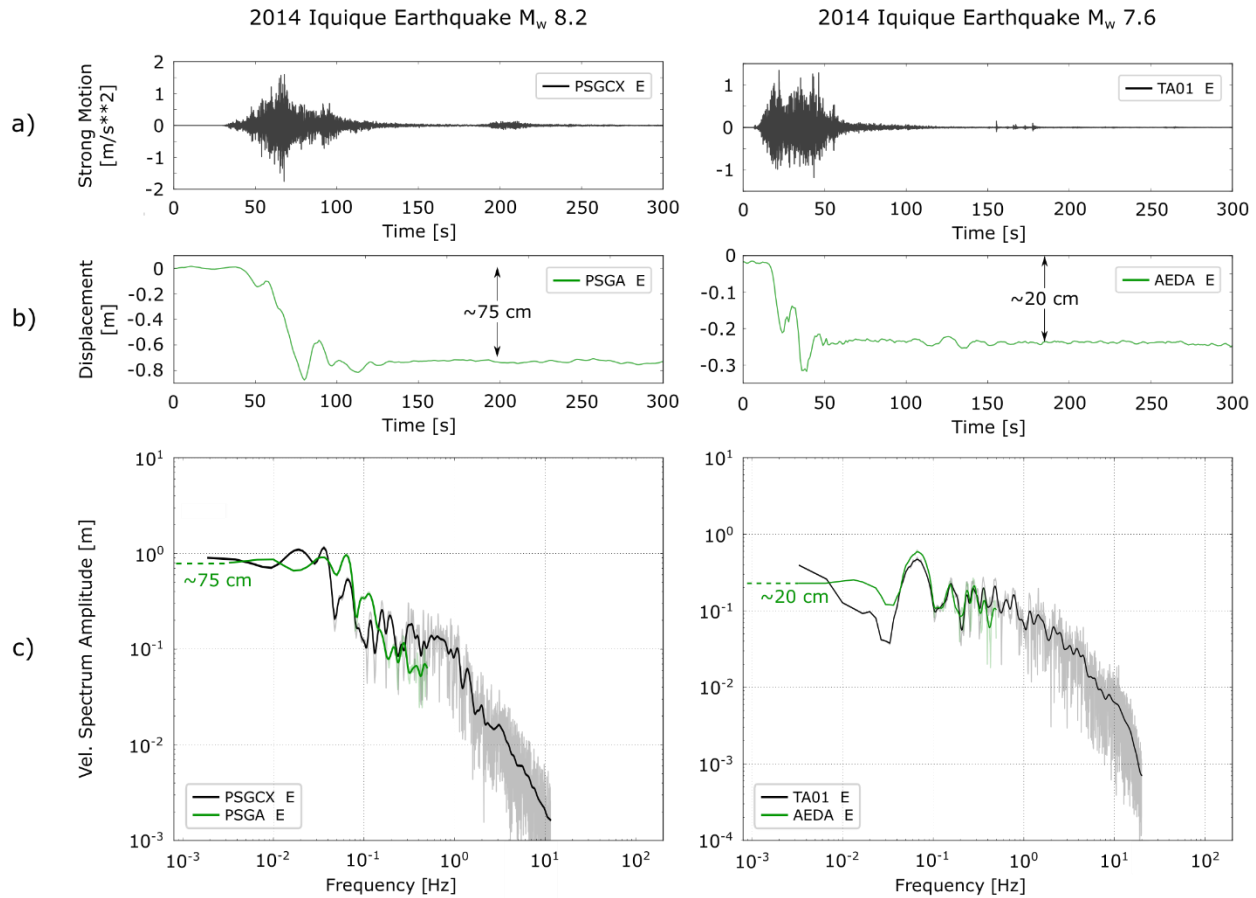 2014 Iquique Earthquake Mw 8.2
2014 Iquique Earthquake Mw 7.6
a)
Strong Motion
[m/s**2]
2
1
0
-1
-2
PSGCX E
0 50 100 150 200 250 300
Time [s]
1
0
-1
TA01 E
0 50 100 150 200 250 300
Time [s]
b)
Displacement
[m]
0
-0.2
-0.4
-0.6
-0.8
PSGA E
~75 cm
0 50 100 150 200 250 300
Time [s]
0
-0.1
-0.2
-0.3
AEDA E
~20 cm
0 50 100 150 200 250 300
Time [s]
c)
Vel. Spectrum Amplitude [m]
10^1
10^0
10^-1
10^-2
10^-3
~75 cm
PSGCX E
PSGA E
10^-3 10^-2 10^-1 10^0 10^1 10^2
Frequency [Hz]
10^1
10^0
10^-1
10^-2
10^-3
10^-4
~20 cm
TA01 E
AEDA E
10^-3 10^-2 10^-1 10^0 10^1 10^2
Frequency [Hz]